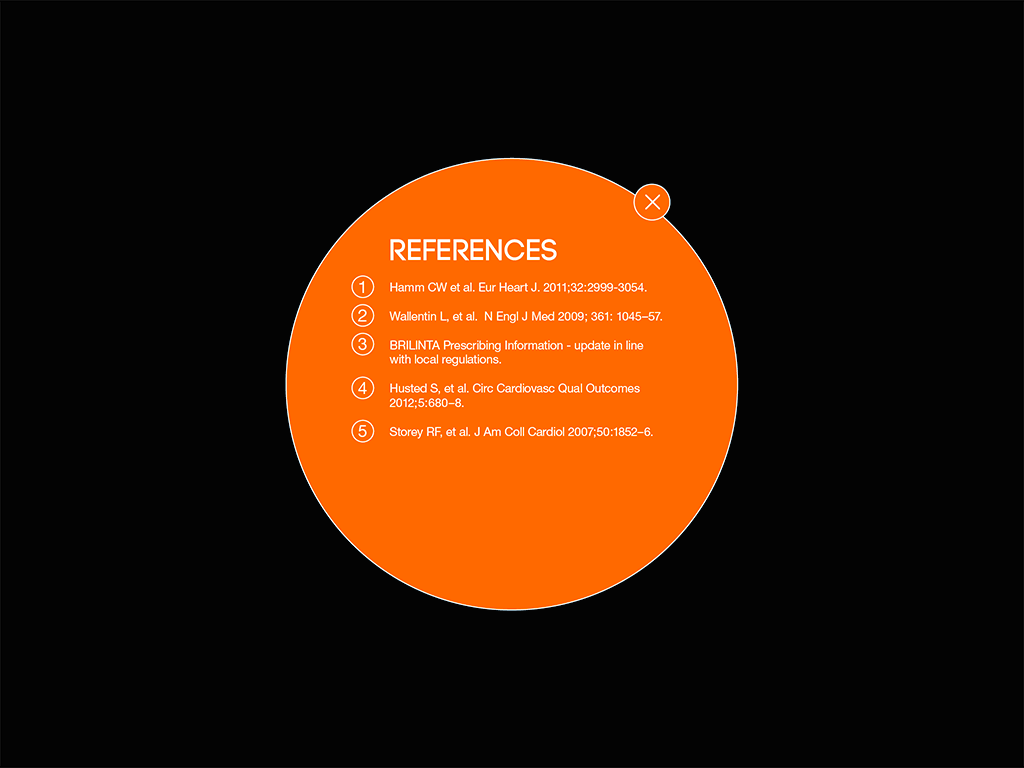 REFERENCES
1 Hamm CW et al. Eur Heart J. 2011;32:2999-3054.
2 Wallentin L, et al.  N Engl J Med 2009; 361: 1045–57.
3 BRILINTA Prescribing Information - update in line
with local regulations.
4 Husted S, et al. Circ Cardiovasc Qual Outcomes
2012;5:680–8.
5 Storey RF, et al. J Am Coll Cardiol 2007;50:1852–6.